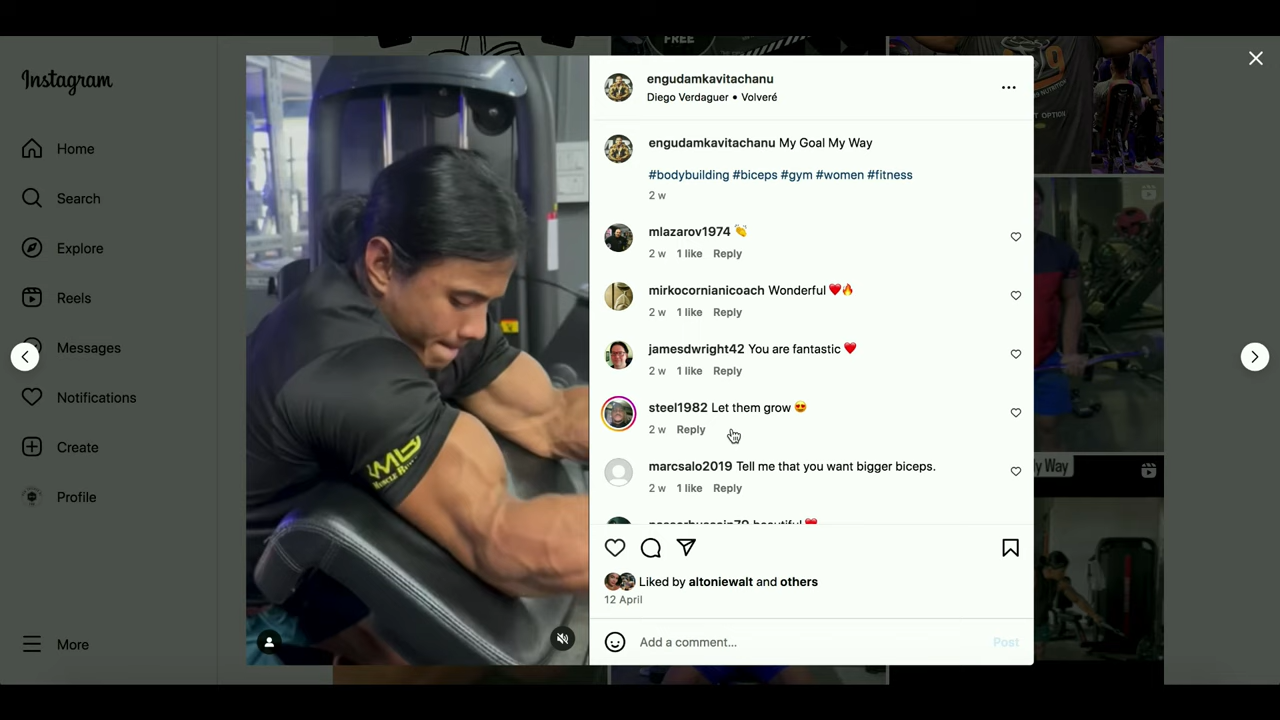 FREE
Instagram
Home
Search
Explore
Reels
Messages
Notifications
Create
Profile
More
engudamkavitachanu
Diego Verdaguer • Volveré
engudamkavitachanu My Goal My Way
#bodybuilding #biceps #gym #women #fitness
2 w
mlazarov1974 👏
2 w 1 like Reply
mirkocornianicoach Wonderful ❤️🔥
2 w 1 like Reply
jamesdwright42 You are fantastic ❤️
2 w 1 like Reply
steel1982 Let them grow 😍
2 w Reply
marcsalo2019 Tell me that you want bigger biceps.
2 w 1 like Reply
beautiful ❤️
Liked by altoniewalt and others
12 April
Add a comment...
Post
MUSCLE
Way